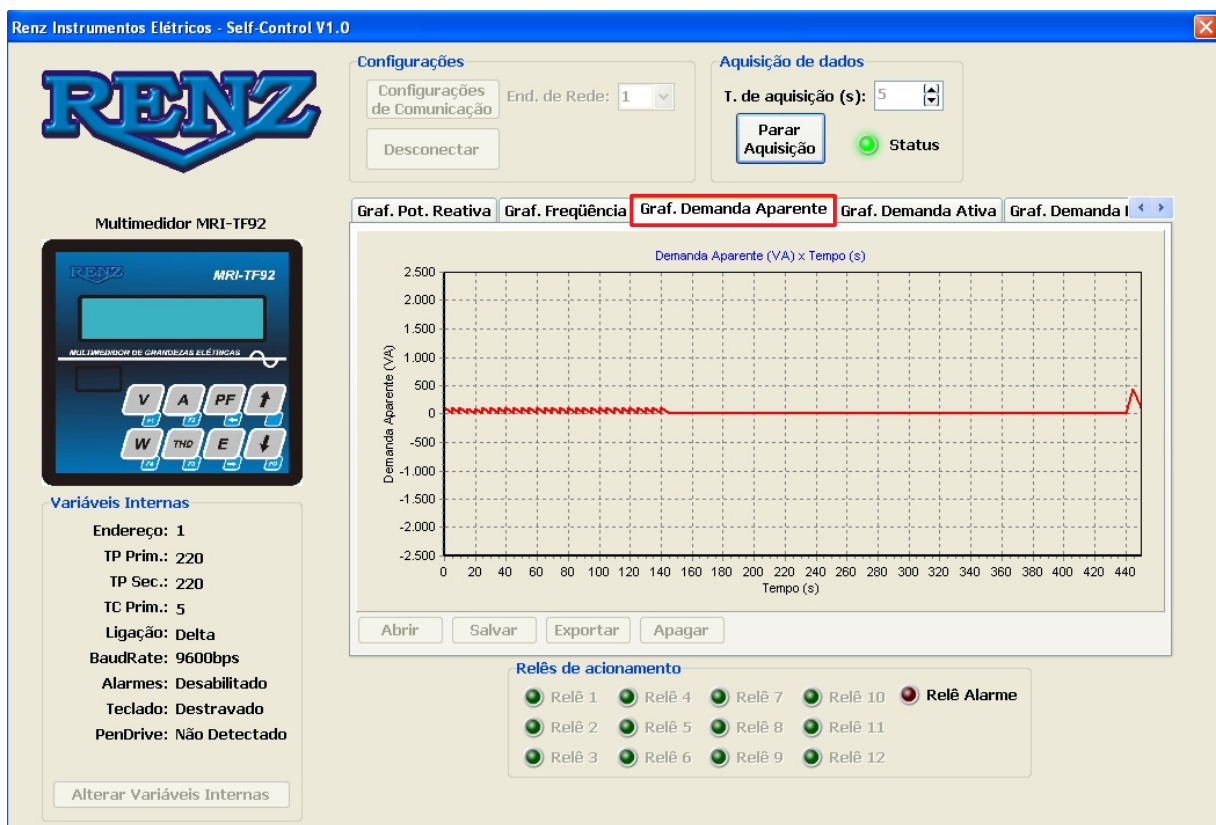 Renz Instrumentos Elétricos - Self-Control V1.0
RENZ
Configurações
Configurações
de Comunicação
End. de Rede: 1
Desconectar
Aquisição de dados
T. de aquisição (s): 5
Parar
Aquisição
Status
Multimedidor MRI-TF92
RENZ MRI-TF92
MULTIMEDIDOR DE GRANDEZAS ELÉTRICAS
V A PF
F1 F2
W THD E
F4 F5
Variáveis Internas
Endereço: 1
TP Prim.: 220
TP Sec.: 220
TC Prim.: 5
Ligação: Delta
BaudRate: 9600bps
Alarmes: Desabilitado
Teclado: Destravado
PenDrive: Não Detectado
Alterar Variáveis Internas
Graf. Pot. Reativa Graf. Freqüência Graf. Demanda Aparente Graf. Demanda Ativa Graf. Demanda
Demanda Aparente (VA) x Tempo (s)
Demanda Aparente (VA)
2.500
2.000
1.500
1.000
500
0
-500
-1.000
-1.500
-2.000
-2.500
0 20 40 60 80 100 120 140 160 180 200 220 240 260 280 300 320 340 360 380 400 420 440
Tempo (s)
Abrir Salvar Exportar Apagar
Relês de acionamento
Relê 1 Relê 4 Relê 7 Relê 10 Relê Alarme
Relê 2 Relê 5 Relê 8 Relê 11
Relê 3 Relê 6 Relê 9 Relê 12